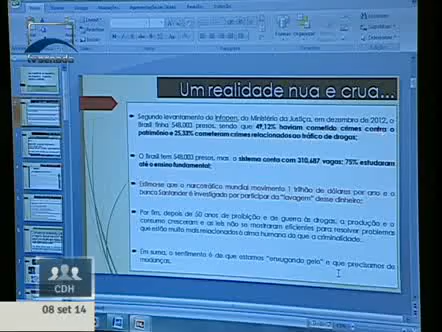 Um realidade nua e crua...
Segundo levantamento do Infopen, do Ministério da Justiça, em dezembro de 2012, o
Brasil tinha 548.003 presos, sendo que 49,12% haviam cometido crimes contra o
patrimônio e 25,33% cometeram crimes relacionados ao tráfico de drogas;
O Brasil tem 548.003 presos, mas o sistema conta com 310.687 vagas; 75% estudaram
até o ensino fundamental;
Estima-se que o narcotráfico mundial movimenta 1 trilhão de dólares por ano e o
banco Santander é investigado por participar da "lavagem" desse dinheiro;
Por fim, depois de 50 anos de proibição e de guerra às drogas, a produção e o
consumo cresceram e as leis não se mostraram eficientes para resolver problemas
que estão muito mais relacionados à alma humana do que a criminalidade.
Em suma, o sentimento é de que estamos "enxugando gelo" e que precisamos de
mudanças.
CDH
08 set 14